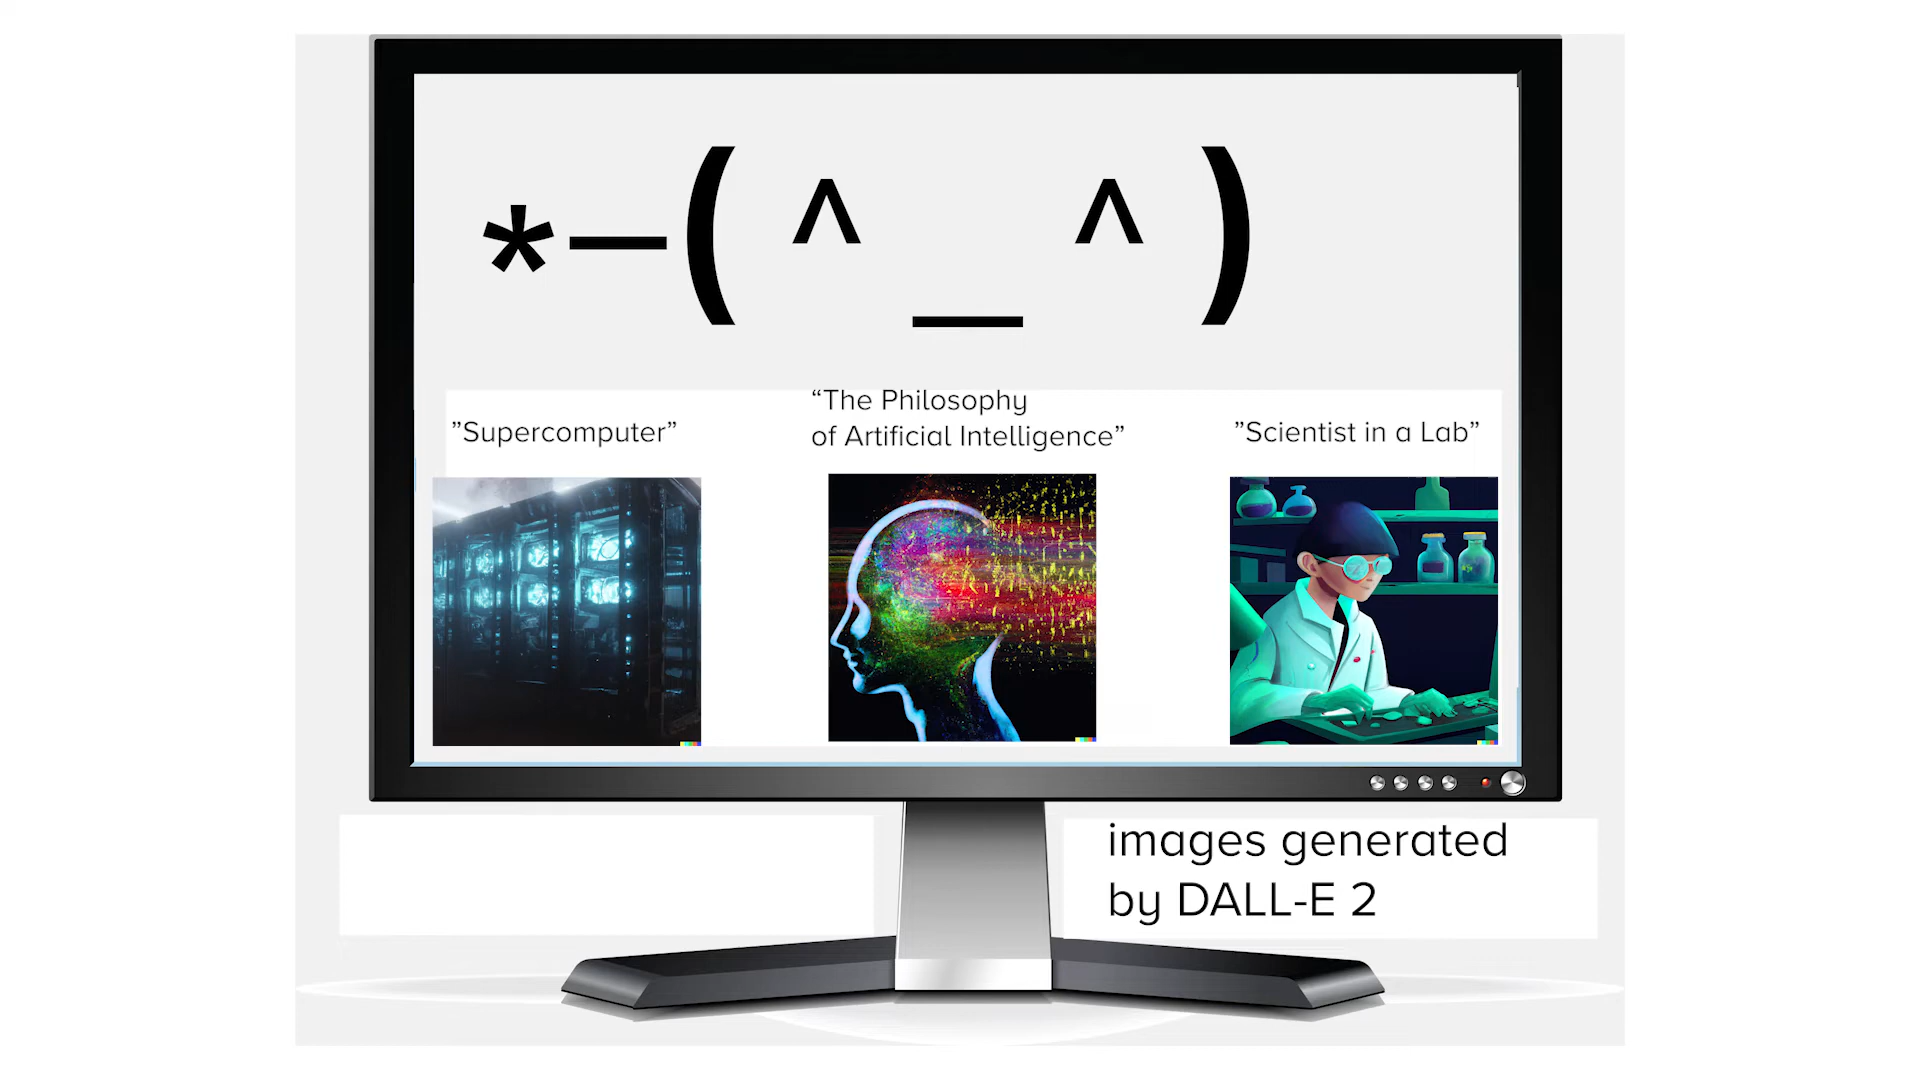 *–( ^ _ ^ )
”Supercomputer”
“The Philosophy
of Artificial Intelligence”
”Scientist in a Lab”
images generated
by DALL-E 2